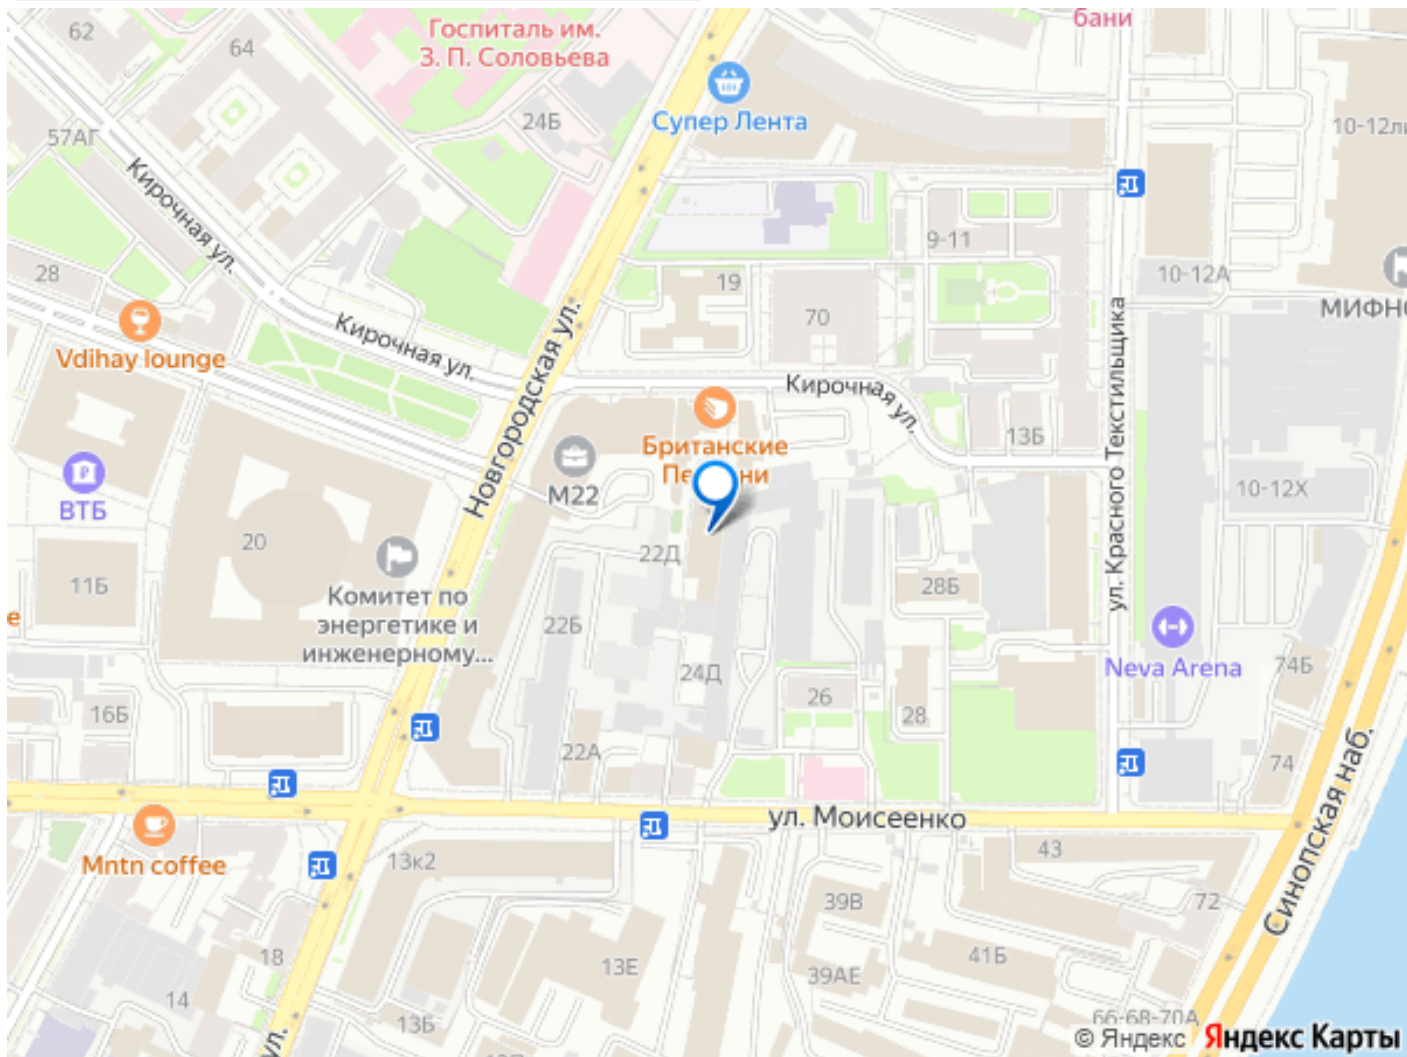 62
64
Госпиталь им.
З. П. Соловьева
бани
57АГ
24Б
Супер Лента
10-12ли
Кирочная ул.
28
9-11
10-12А
19
МИФНС
Vdihay lounge
Кирочная ул.
70
Новгородская ул.
Кирочная ул.
ул. Красного Текстильщика
Британские
13Б
М22
ВТБ
10-12Х
20
22Д
11Б
28Б
Комитет по
энергетике и
инженерному...
22Б
Neva Arena
74Б
24Д
26
28
16Б
22А
74
ул. Моисеенко
Синопская наб.
Mntn coffee
13к2
43
39В
72
18
13Е
41Б
39АЕ
14
13Б
66-68-70А
ул.
© Яндекс Яндекс Карты